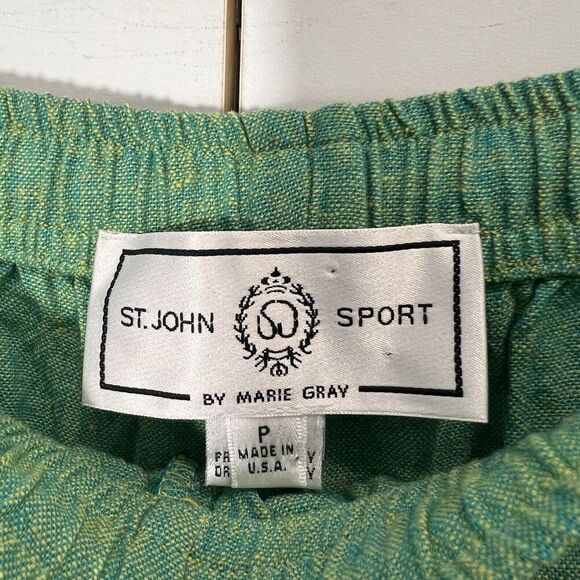 ST. JOHN SPORT
BY MARIE GRAY
P
MADE IN
U.S.A.